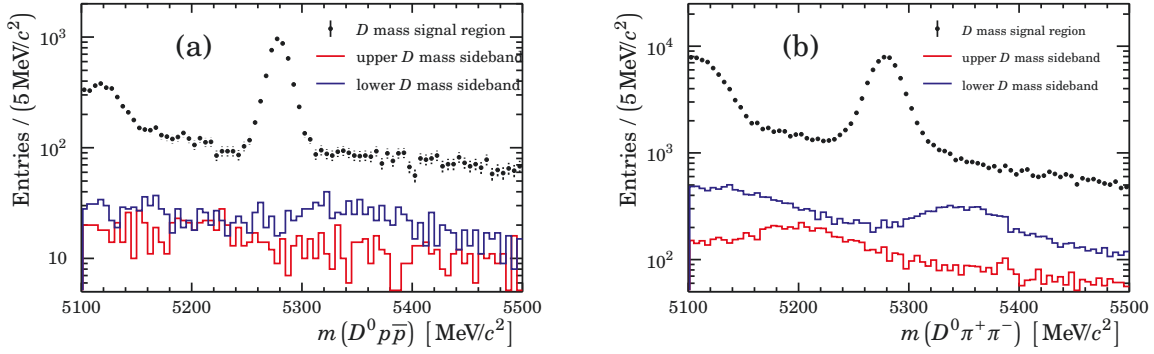 Entries / (5 MeV/c²)
10³
10²
10
(a)
D mass signal region
upper D mass sideband
lower D mass sideband
5100 5200 5300 5400 5500
m(D⁰pp̅) [MeV/c²]
Entries / (5 MeV/c²)
10⁴
10³
10²
(b)
D mass signal region
upper D mass sideband
lower D mass sideband
5100 5200 5300 5400 5500
m(D⁰π⁺π⁻) [MeV/c²]